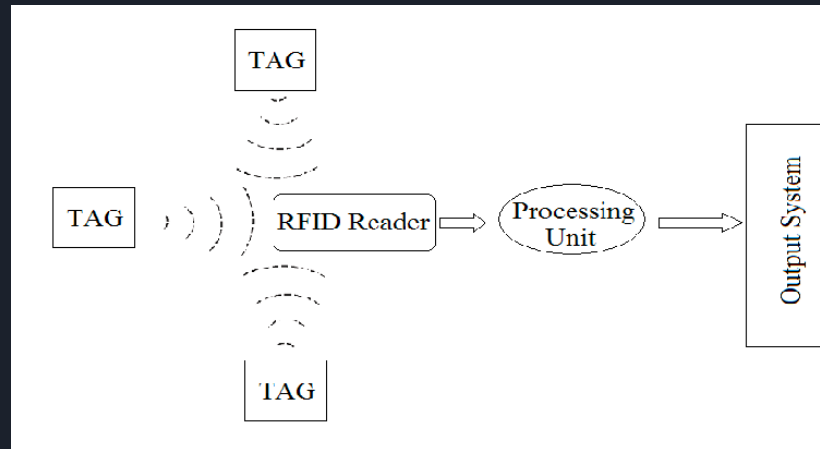 TAG
TAG
RFID Reader
Processing
Unit
Output System
TAG